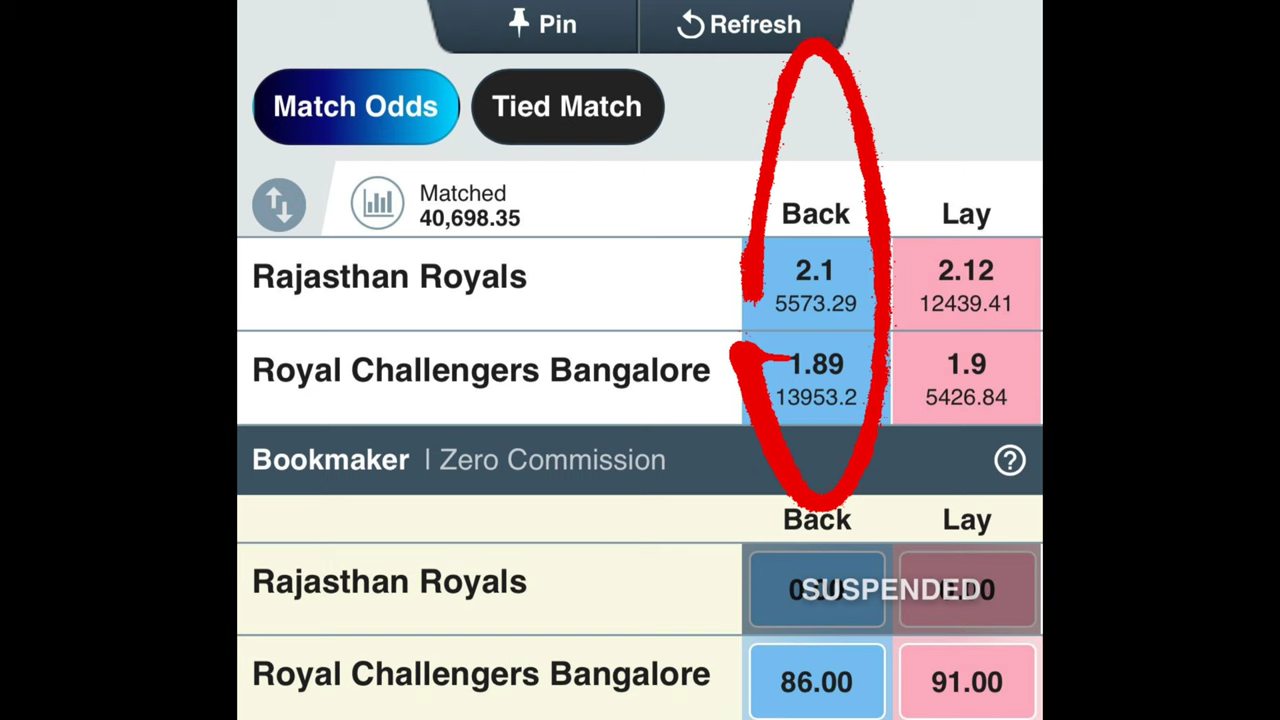 Pin Refresh
Match Odds Tied Match
Matched
40,698.35
Back Lay
Rajasthan Royals 2.1 2.12
5573.29 12439.41
Royal Challengers Bangalore 1.89 1.9
13953.2 5426.84
Bookmaker | Zero Commission ?
Back Lay
Rajasthan Royals SUSPENDED
Royal Challengers Bangalore 86.00 91.00